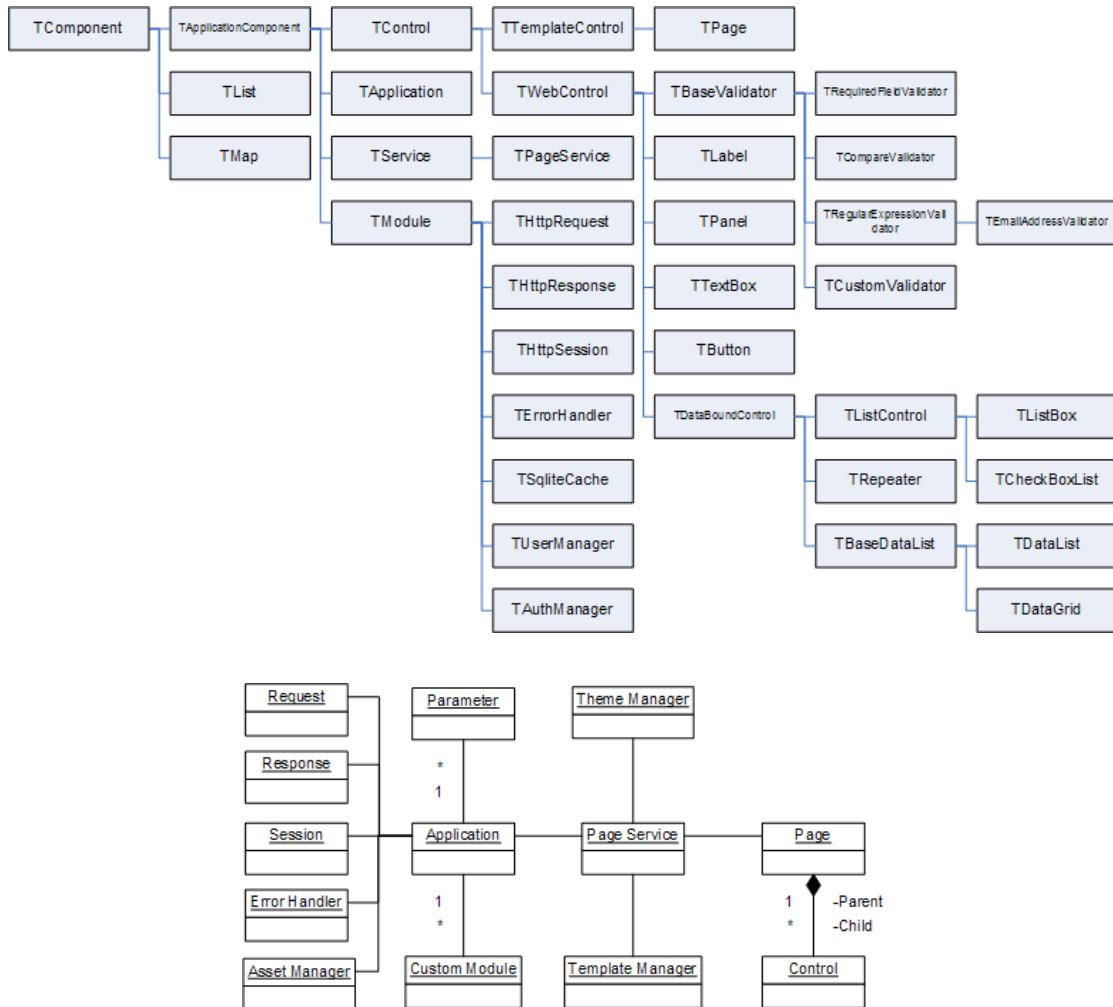 TComponent
TApplicationComponent
TControl
TTemplateControl
TPage
TList
TApplication
TWebControl
TBaseValidator
TRequiredFieldValidator
TMap
TService
TPageService
TLabel
TCompareValidator
TModule
THttpRequest
TPanel
TRegularExpressionVali
dator
TEmailAddressValidator
THttpResponse
TTextBox
TCustomValidator
THttpSession
TButton
TErrorHandler
TDataBoundControl
TListControl
TListBox
TSqliteCache
TRepeater
TCheckBoxList
TUserManager
TBaseDataList
TDataList
TAuthManager
TDataGrid
Request
Parameter
Theme Manager
Response
*
1
Session
Application
Page Service
Page
Error Handler
1
*
1
-Parent
*
-Child
Asset Manager
Custom Module
Template Manager
Control